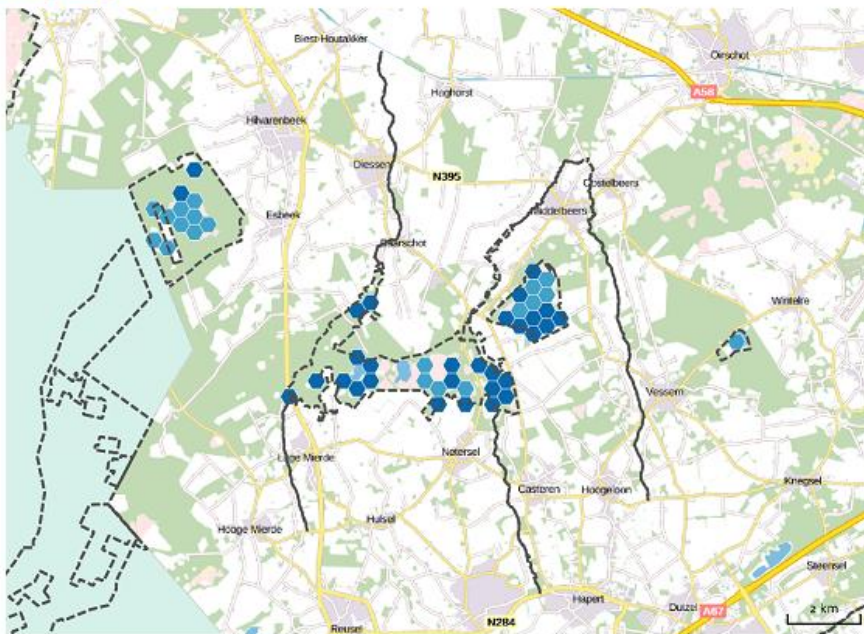 Biest-Houtakker
Oirschot
A58
Haghorst
Hilvarenbeek
Diessen
N395
Oostelbeers
Middelbeers
Esbeek
Baarschot
Wintelre
Vessem
Lage Mierde
Netersel
Casteren
Hoogeloon
Knegsel
Hooge Mierde
Hulsel
Steensel
Hapert
Duizel
A67
2 km
N284
Reusel